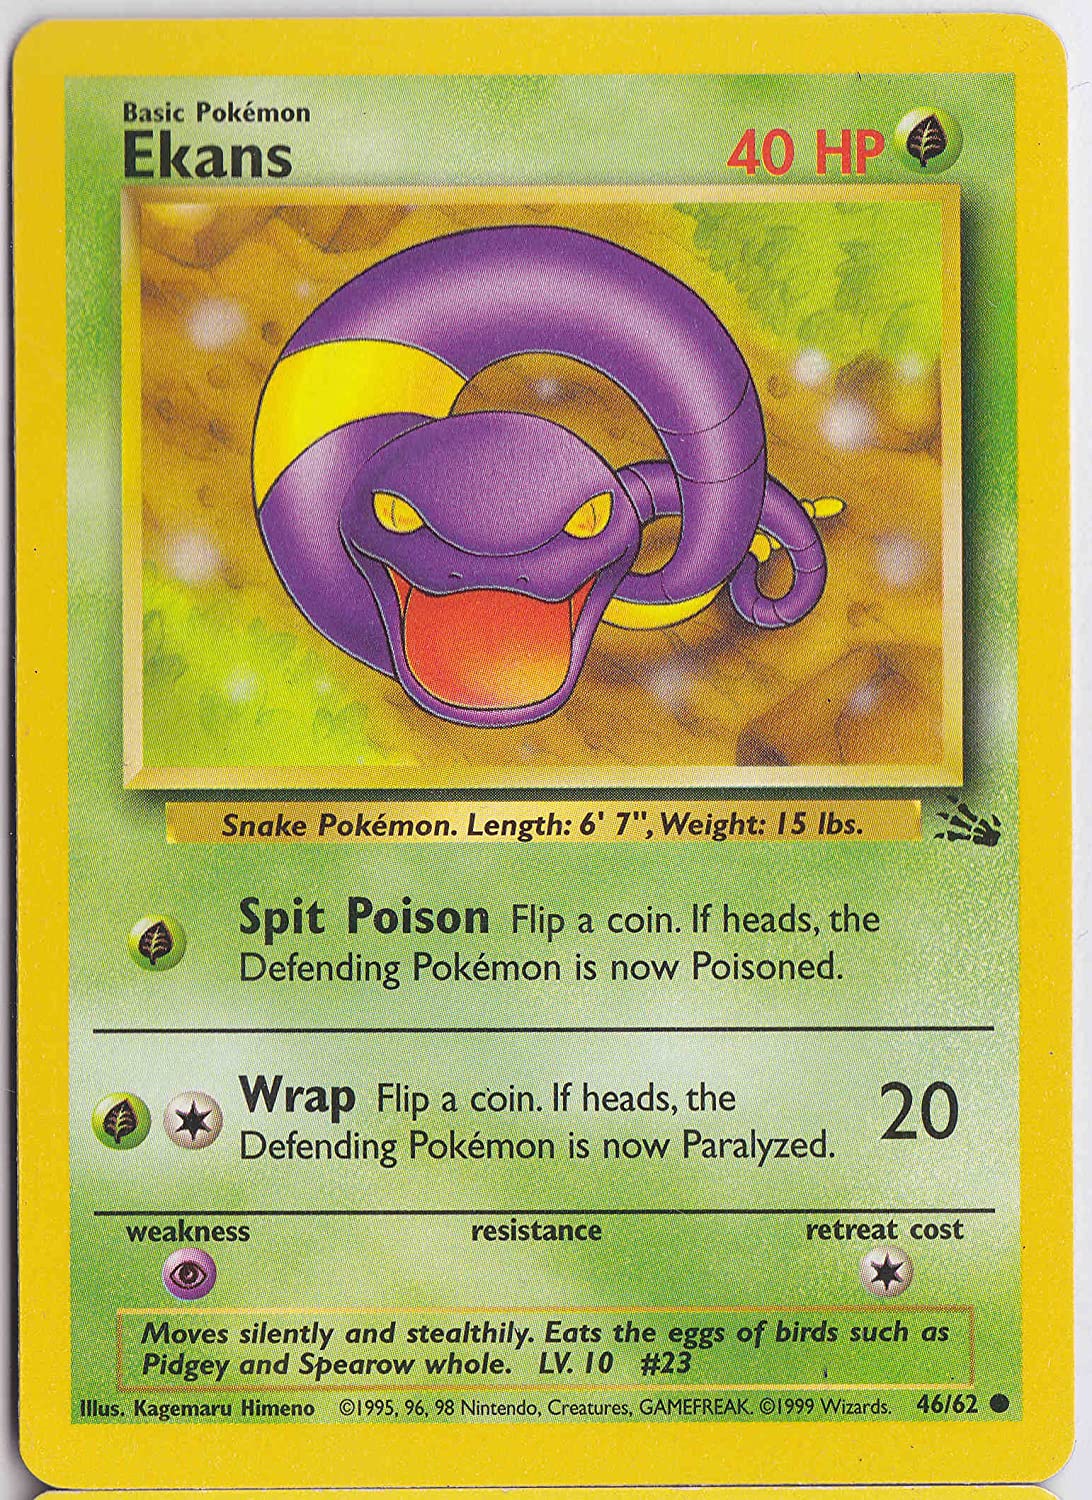 Basic Pokémon
Ekans
40 HP
Snake Pokémon. Length: 6' 7", Weight: 15 lbs.
Spit Poison Flip a coin. If heads, the
Defending Pokémon is now Poisoned.
Wrap Flip a coin. If heads, the
Defending Pokémon is now Paralyzed.
20
weakness
resistance
retreat cost
Moves silently and stealthily. Eats the eggs of birds such as
Pidgey and Spearow whole. LV. 10 #23
Illus. Kagemaru Himeno ©1995, 96, 98 Nintendo, Creatures, GAMEFREAK. ©1999 Wizards. 46/62